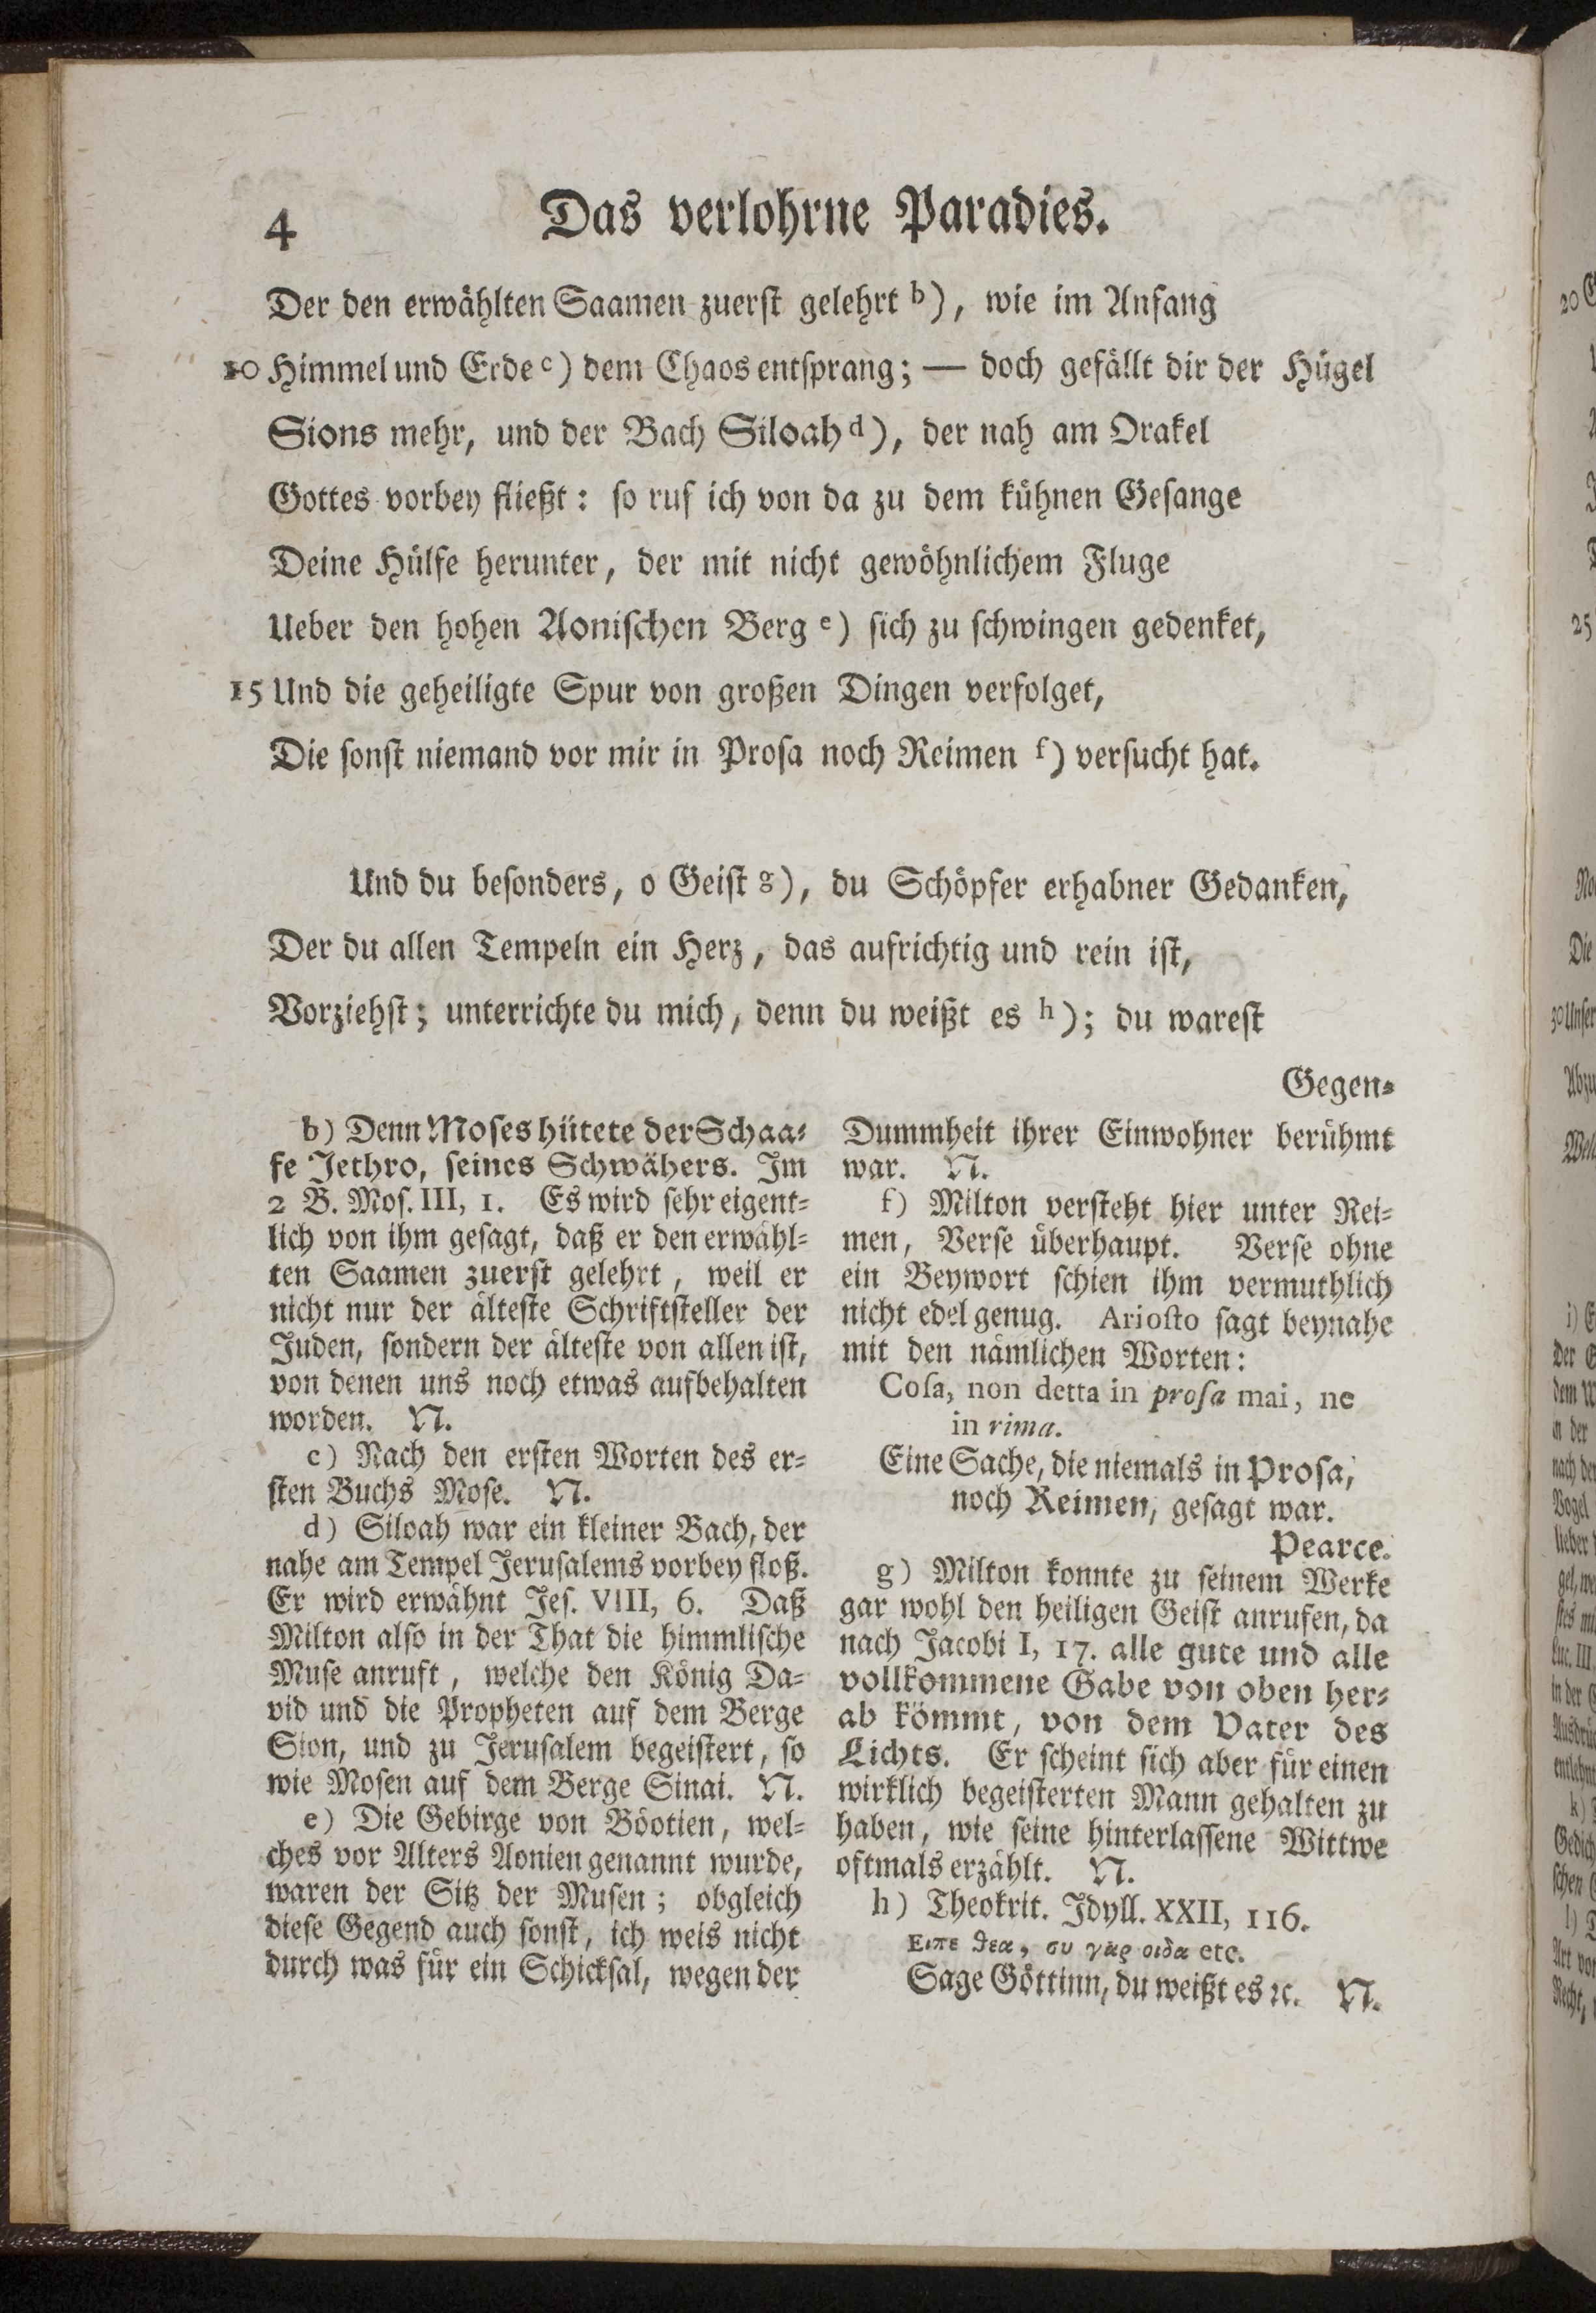 4 Das verlohrne Paradies.
Der den erwählten Saamen zuerſt gelehrt b), wie im Anfang
10 Himmel und Erde c) dem Chaos entſprang; — doch gefällt dir der Hügel
Sions mehr, und der Bach Siloah d), der nah am Orakel
Gottes vorbey fließt: ſo ruf ich von da zu dem kühnen Geſange
Deine Hülfe herunter, der mit nicht gewöhnlichem Fluge
Ueber den hohen Aoniſchen Berg e) ſich zu ſchwingen gedenket,
15 Und die geheiligte Spur von großen Dingen verfolget,
Die ſonſt niemand vor mir in Proſa noch Reimen f) verſucht hat.
Und du beſonders, o Geiſt g), du Schöpfer erhabner Gedanken,
Der du allen Tempeln ein Herz, das aufrichtig und rein iſt,
Vorziehſt; unterrichte du mich, denn du weißt es h); du wareſt
Gegen-
b) Denn Moſes hütete der Schaa-
fe Jethro, ſeines Schwähers. Im
2 B. Moſ. III, 1. Es wird ſehr eigent-
lich von ihm geſagt, daß er den erwähl-
ten Saamen zuerſt gelehrt, weil er
nicht nur der älteſte Schriftſteller der
Juden, ſondern der älteſte von allen iſt,
von denen uns noch etwas aufbehalten
worden. N.
c) Nach den erſten Worten des er-
ſten Buchs Moſe. N.
d) Siloah war ein kleiner Bach, der
nahe am Tempel Jeruſalems vorbey floß.
Er wird erwähnt Jeſ. VIII, 6. Daß
Milton alſo in der That die himmliſche
Muſe anruft, welche den König Da-
vid und die Propheten auf dem Berge
Sion, und zu Jeruſalem begeiſtert, ſo
wie Moſen auf dem Berge Sinai. N.
e) Die Gebirge von Böotien, wel-
ches vor Alters Aonien genannt wurde,
waren der Sitz der Muſen; obgleich
dieſe Gegend auch ſonſt, ich weis nicht
durch was für ein Schickſal, wegen der
Dummheit ihrer Einwohner berühmt
war. N.
f) Milton verſteht hier unter Rei-
men, Verſe überhaupt. Verſe ohne
ein Beywort ſchien ihm vermuthlich
nicht edel genug. Arioſto ſagt beynahe
mit den nämlichen Worten:
Coſa, non detta in proſa mai, ne
in rima.
Eine Sache, die niemals in Proſa,
noch Reimen, geſagt war.
Pearce.
g) Milton konnte zu ſeinem Werke
gar wohl den heiligen Geiſt anrufen, da
nach Jacobi I, 17. alle gute und alle
vollkommene Gabe von oben her-
ab kömmt, von dem Vater des
Lichts. Er ſcheint ſich aber für einen
wirklich begeiſterten Mann gehalten zu
haben, wie ſeine hinterlaſſene Wittwe
oftmals erzählt. N.
h) Theokrit. Idyll. XXII, 116.
Ειπε θεα, συ γὰρ οιδα etc.
Sage Göttinn, du weißt es ꝛc. N.